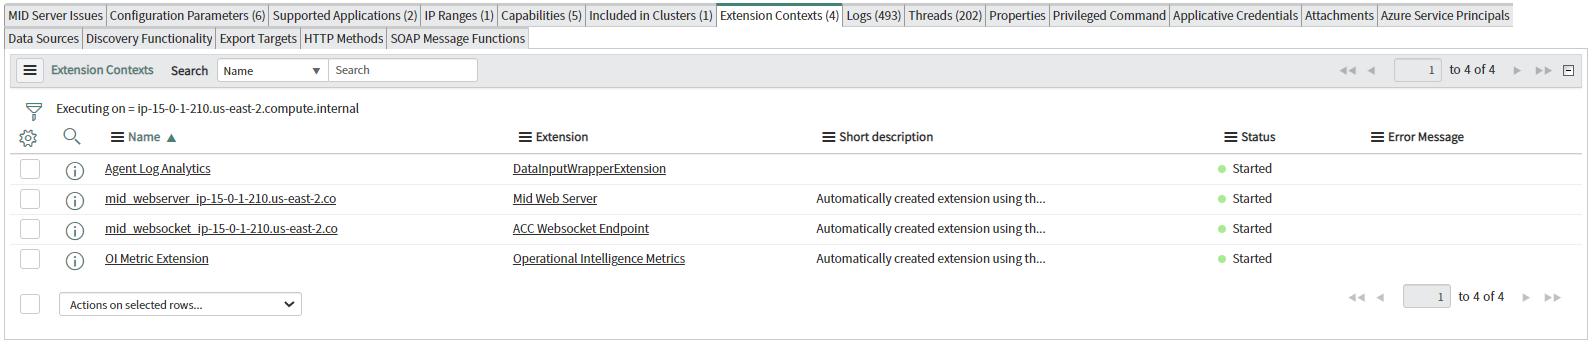 MID Server Issues Configuration Parameters (6) Supported Applications (2) IP Ranges (1) Capabilities (5) Included in Clusters (1) Extension Contexts (4) Logs (493) Threads (202) Properties Privileged Command Applicative Credentials Attachments Azure Service Principals
Data Sources Discovery Functionality Export Targets HTTP Methods SOAP Message Functions
Extension Contexts Search Name Search 1 to 4 of 4
Executing on = ip-15-0-1-210.us-east-2.compute.internal
Name Extension Short description Status Error Message
Agent Log Analytics DataInputWrapperExtension Started
mid_webserver_ip-15-0-1-210.us-east-2.co Mid Web Server Automatically created extension using th... Started
mid_websocket_ip-15-0-1-210.us-east-2.co ACC Websocket Endpoint Automatically created extension using th... Started
OI Metric Extension Operational Intelligence Metrics Automatically created extension using th... Started
Actions on selected rows... 1 to 4 of 4